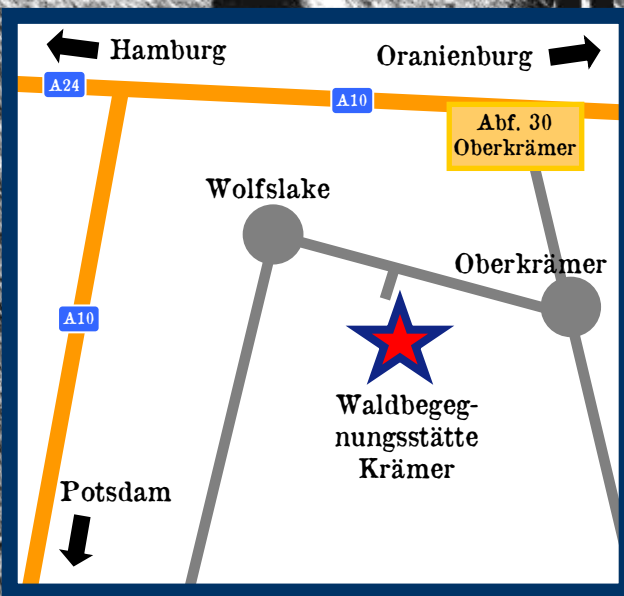 Hamburg
Oranienburg
A24
A10
Abf. 30
Oberkrämer
Wolfslake
Oberkrämer
A10
Waldbegeg-
nungsstätte
Krämer
Potsdam